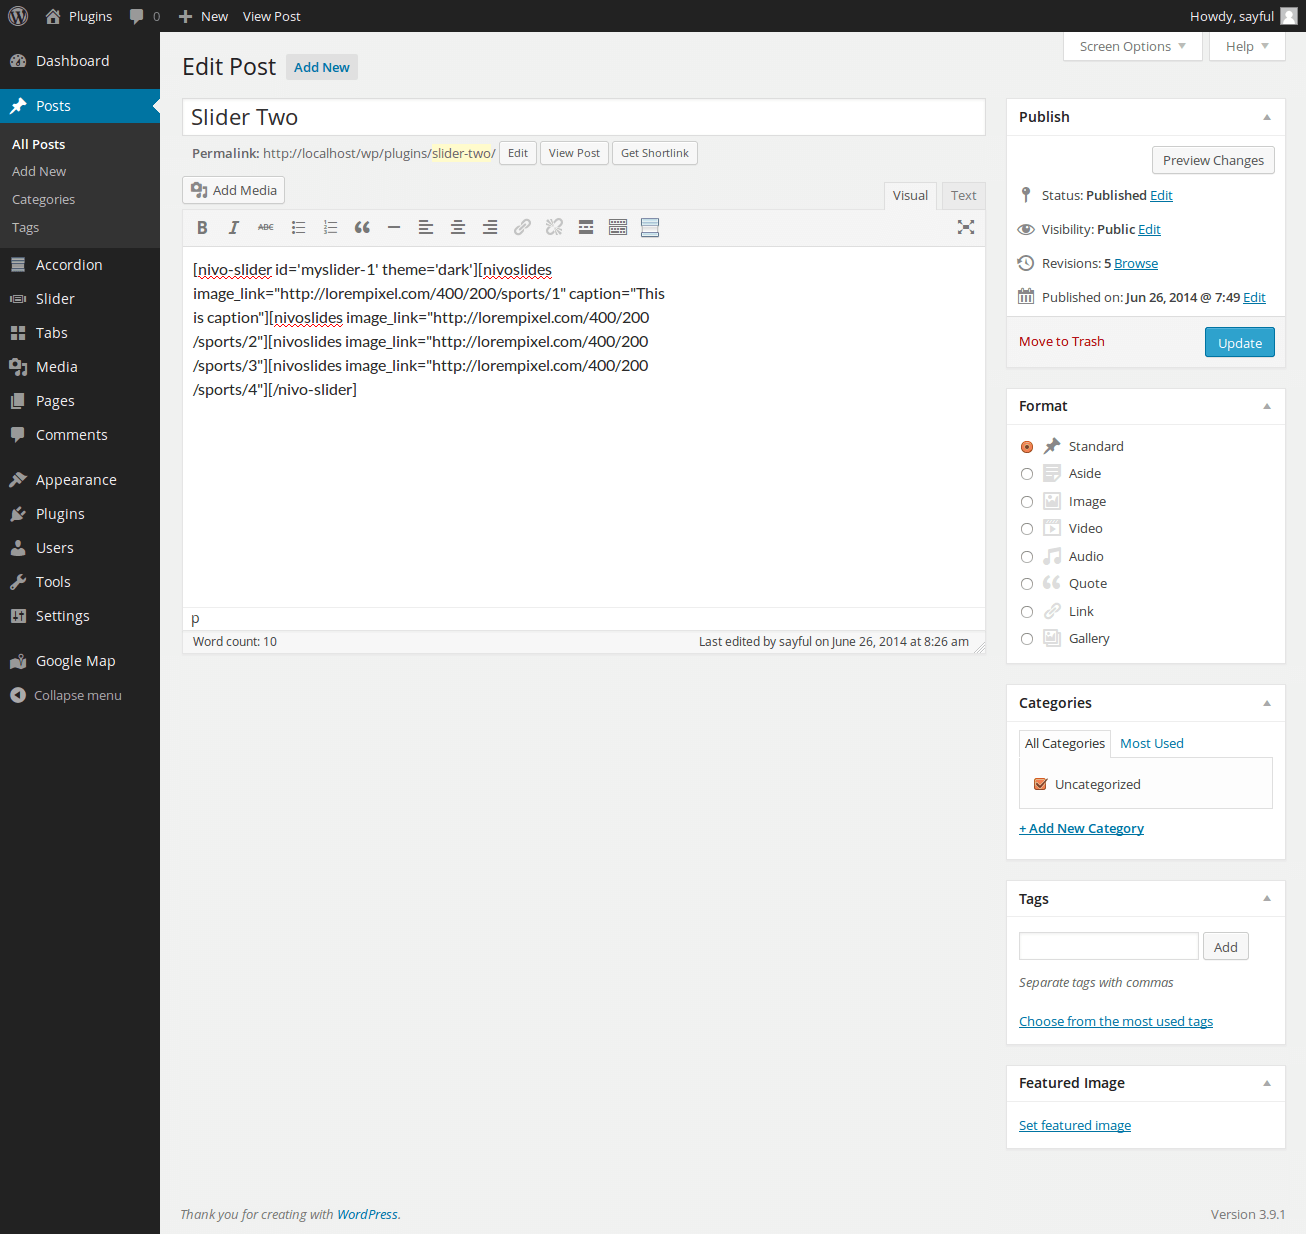 Plugins 0 New View Post Howdy, sayful
Screen Options Help
Dashboard
Posts
All Posts
Add New
Categories
Tags
Accordion
Slider
Tabs
Media
Pages
Comments
Appearance
Plugins
Users
Tools
Settings
Google Map
Collapse menu
Edit Post Add New
Slider Two
Permalink: http://localhost/wp/plugins/slider-two/ Edit View Post Get Shortlink
Add Media
Visual Text
B I ABC
[nivo-slider id='myslider-1' theme='dark'][nivoslides
image_link="http://lorempixel.com/400/200/sports/1" caption="This
is caption"][nivoslides image_link="http://lorempixel.com/400/200
/sports/2"][nivoslides image_link="http://lorempixel.com/400/200
/sports/3"][nivoslides image_link="http://lorempixel.com/400/200
/sports/4"][/nivo-slider]
p
Word count: 10 Last edited by sayful on June 26, 2014 at 8:26 am
Publish
Preview Changes
Status: Published Edit
Visibility: Public Edit
Revisions: 5 Browse
Published on: Jun 26, 2014 @ 7:49 Edit
Move to Trash Update
Format
Standard
Aside
Image
Video
Audio
Quote
Link
Gallery
Categories
All Categories Most Used
Uncategorized
+ Add New Category
Tags
Add
Separate tags with commas
Choose from the most used tags
Featured Image
Set featured image
Thank you for creating with WordPress. Version 3.9.1